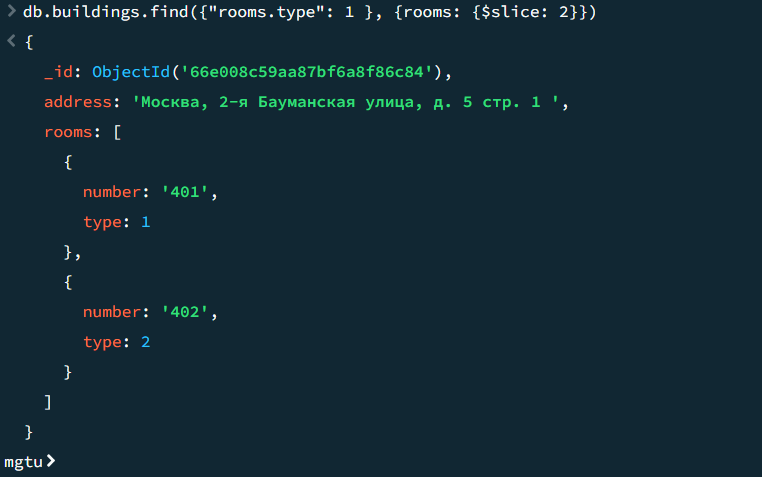 > db.buildings.find({"rooms.type": 1 }, {rooms: {$slice: 2}})
< {
_id: ObjectId('66e008c59aa87bf6a8f86c84'),
address: 'Москва, 2-я Бауманская улица, д. 5 стр. 1 ',
rooms: [
{
number: '401',
type: 1
},
{
number: '402',
type: 2
}
]
}
mgtu>